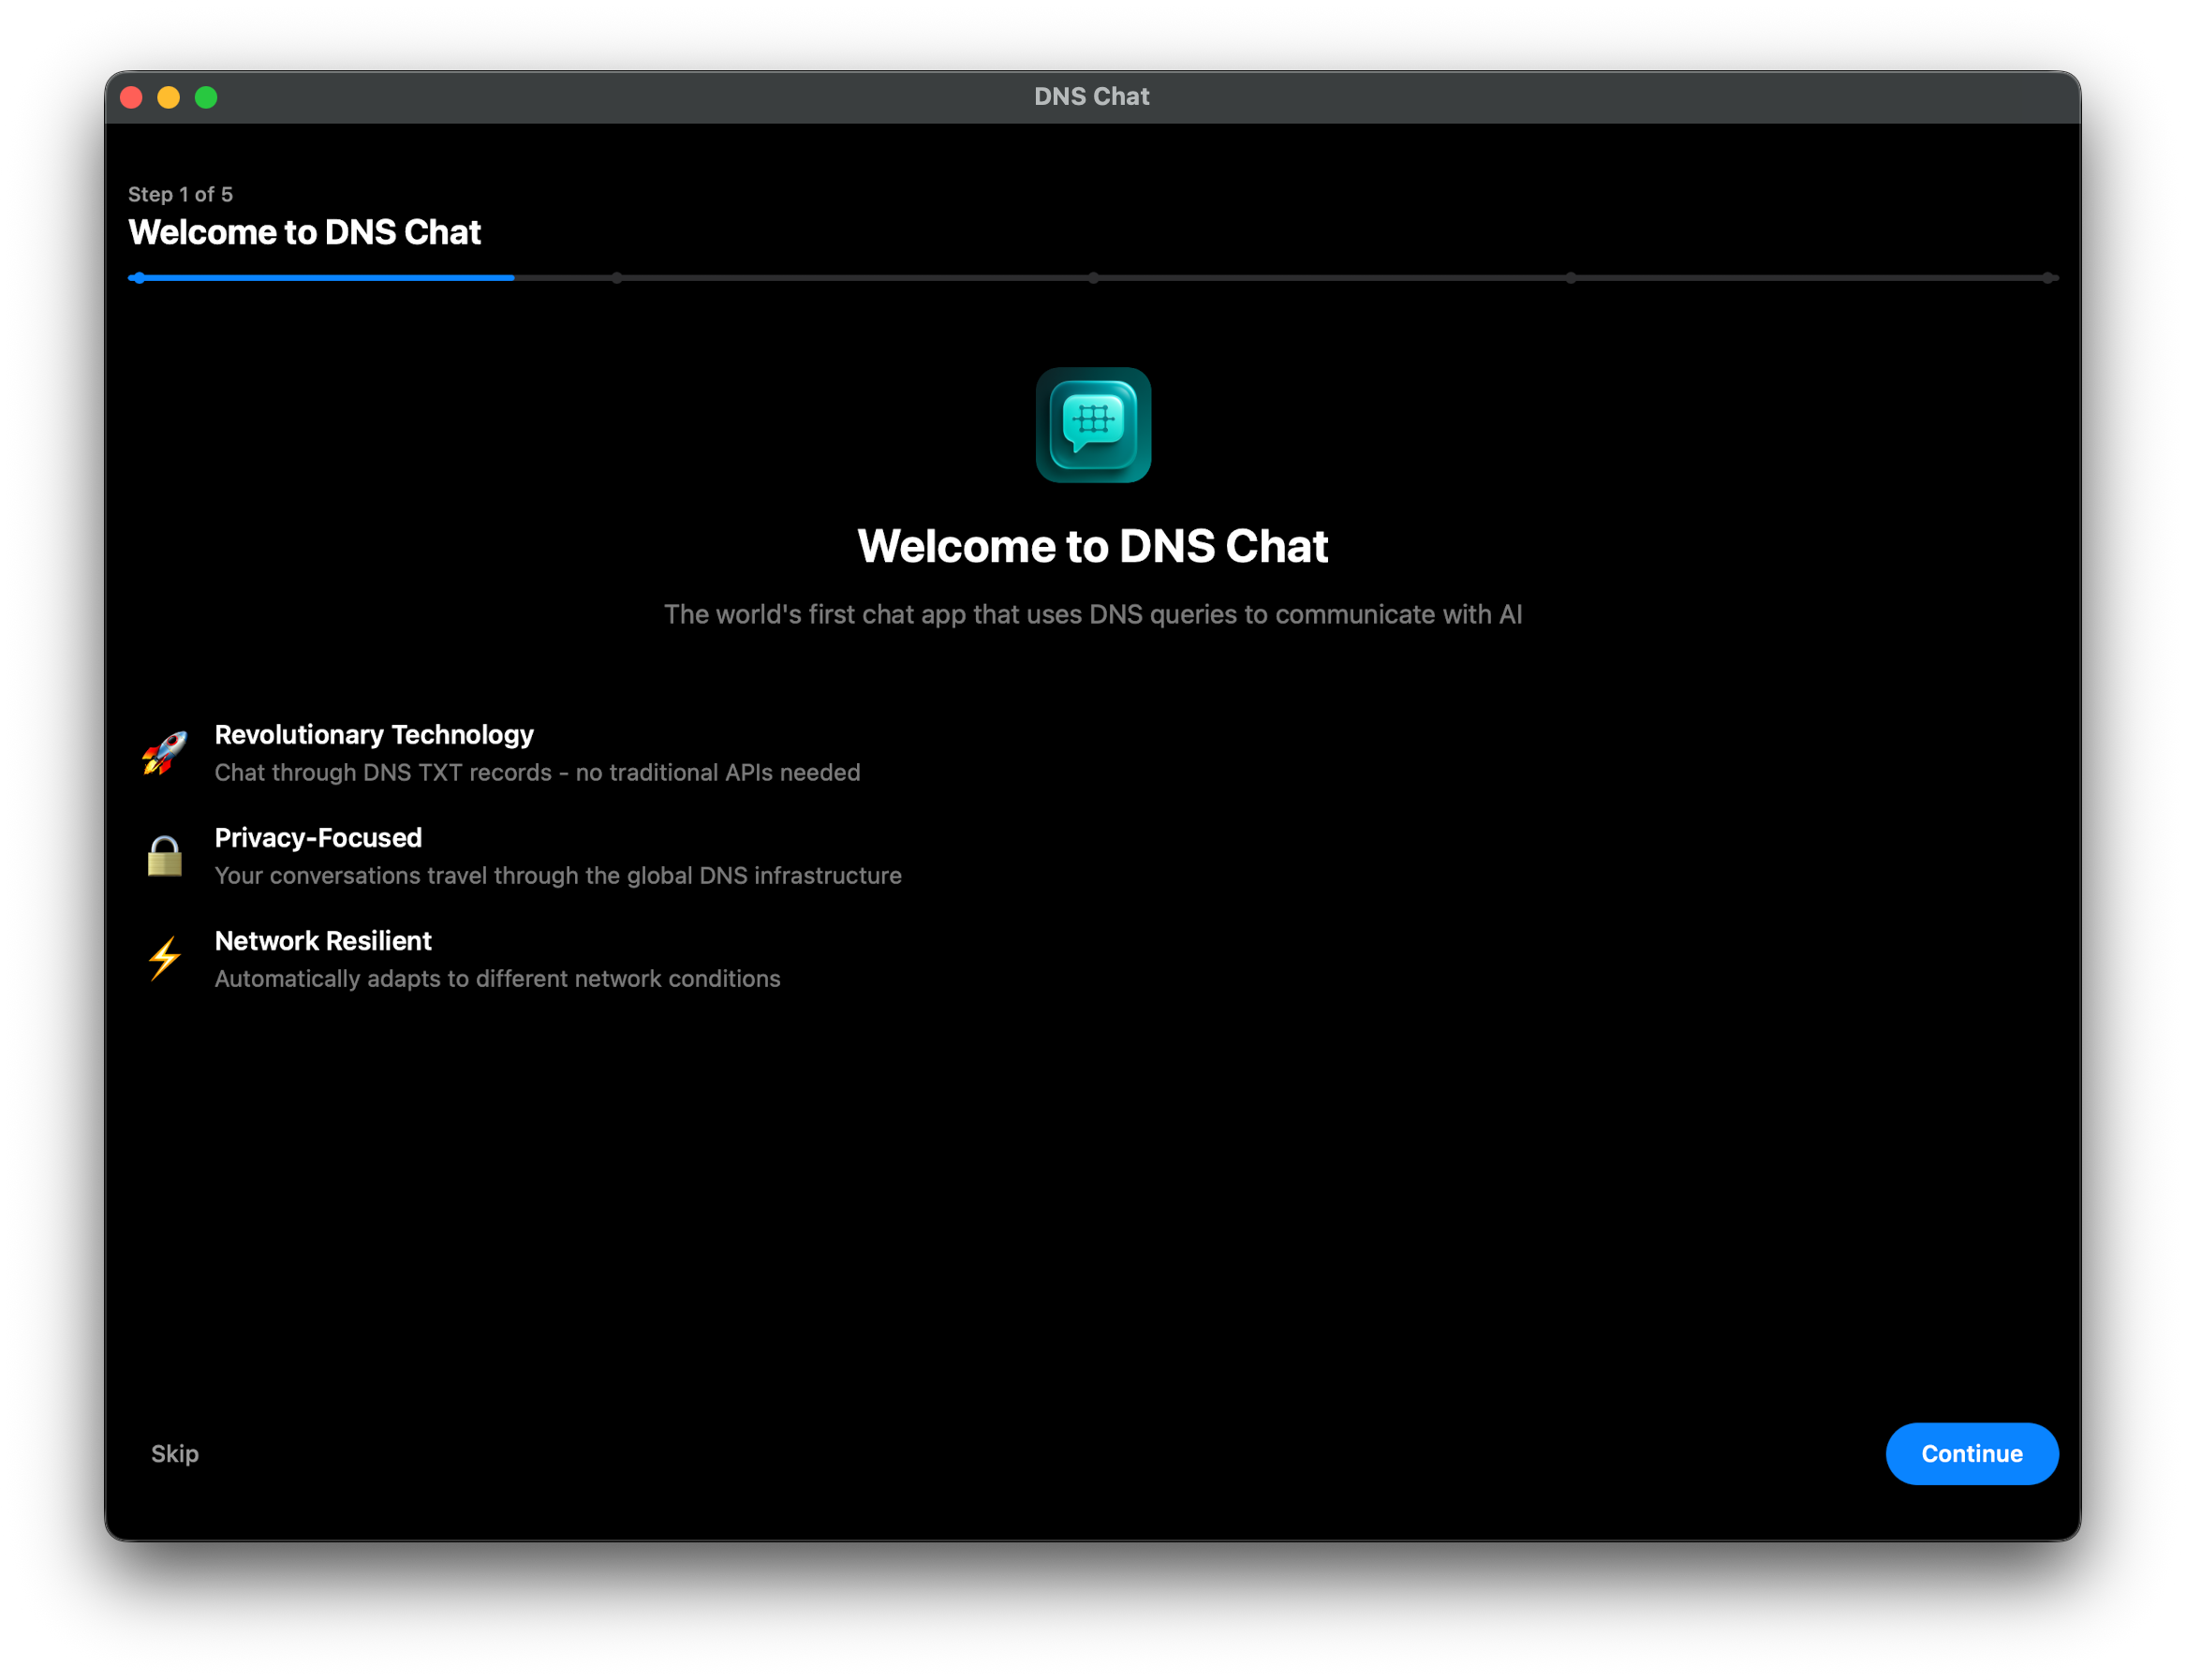 DNS Chat
Step 1 of 5
Welcome to DNS Chat
Welcome to DNS Chat
The world's first chat app that uses DNS queries to communicate with AI
Revolutionary Technology
Chat through DNS TXT records - no traditional APIs needed
Privacy-Focused
Your conversations travel through the global DNS infrastructure
Network Resilient
Automatically adapts to different network conditions
Skip
Continue